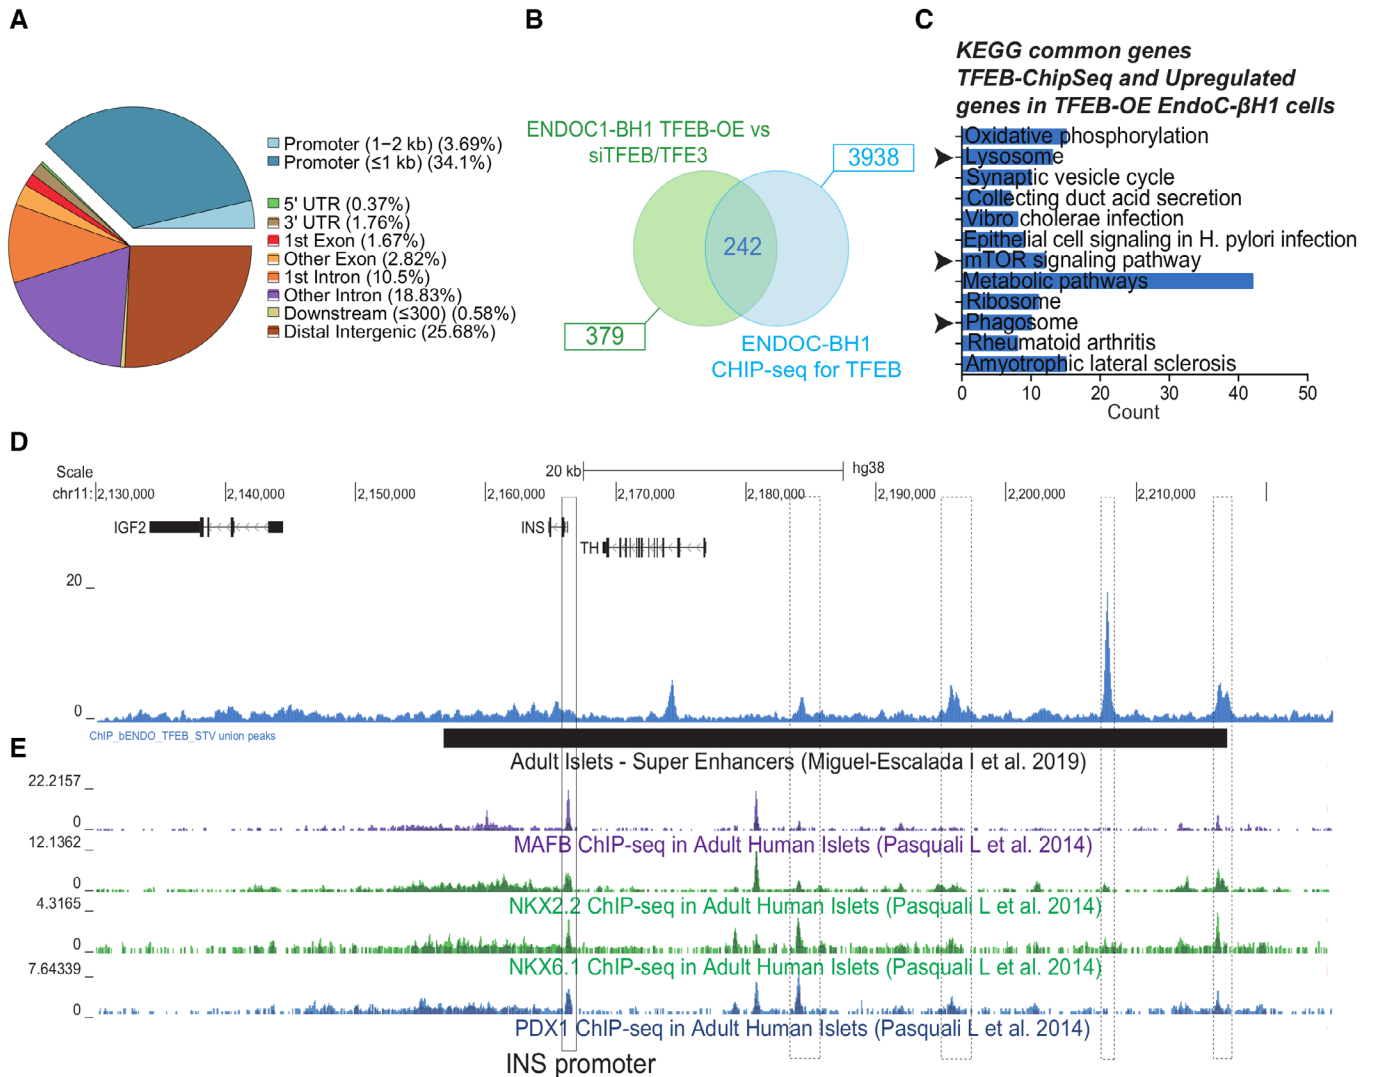 A
Promoter (1–2 kb) (3.69%)
Promoter (≤1 kb) (34.1%)
5' UTR (0.37%)
3' UTR (1.76%)
1st Exon (1.67%)
Other Exon (2.82%)
1st Intron (10.5%)
Other Intron (18.83%)
Downstream (≤300) (0.58%)
Distal Intergenic (25.68%)
B
ENDOC1-BH1 TFEB-OE vs
siTFEB/TFE3
3938
242
379
ENDOC-BH1
CHIP-seq for TFEB
C
KEGG common genes
TFEB-ChipSeq and Upregulated
genes in TFEB-OE EndoC-βH1 cells
Oxidative phosphorylation
Lysosome
Synaptic vesicle cycle
Collecting duct acid secretion
Vibro cholerae infection
Epithelial cell signaling in H. pylori infection
mTOR signaling pathway
Metabolic pathways
Ribosome
Phagosome
Rheumatoid arthritis
Amyotrophic lateral sclerosis
0 10 20 30 40 50
Count
D
Scale 20 kb hg38
chr11: 2,130,000 2,140,000 2,150,000 2,160,000 2,170,000 2,180,000 2,190,000 2,200,000 2,210,000
IGF2 INS
TH
20
0
ChIP_bENDO_TFEB_STV union peaks
E
Adult Islets - Super Enhancers (Miguel-Escalada I et al. 2019)
22.2157
0
MAFB ChIP-seq in Adult Human Islets (Pasquali L et al. 2014)
12.1362
0
NKX2.2 ChIP-seq in Adult Human Islets (Pasquali L et al. 2014)
4.3165
0
NKX6.1 ChIP-seq in Adult Human Islets (Pasquali L et al. 2014)
7.64339
0
PDX1 ChIP-seq in Adult Human Islets (Pasquali L et al. 2014)
INS promoter